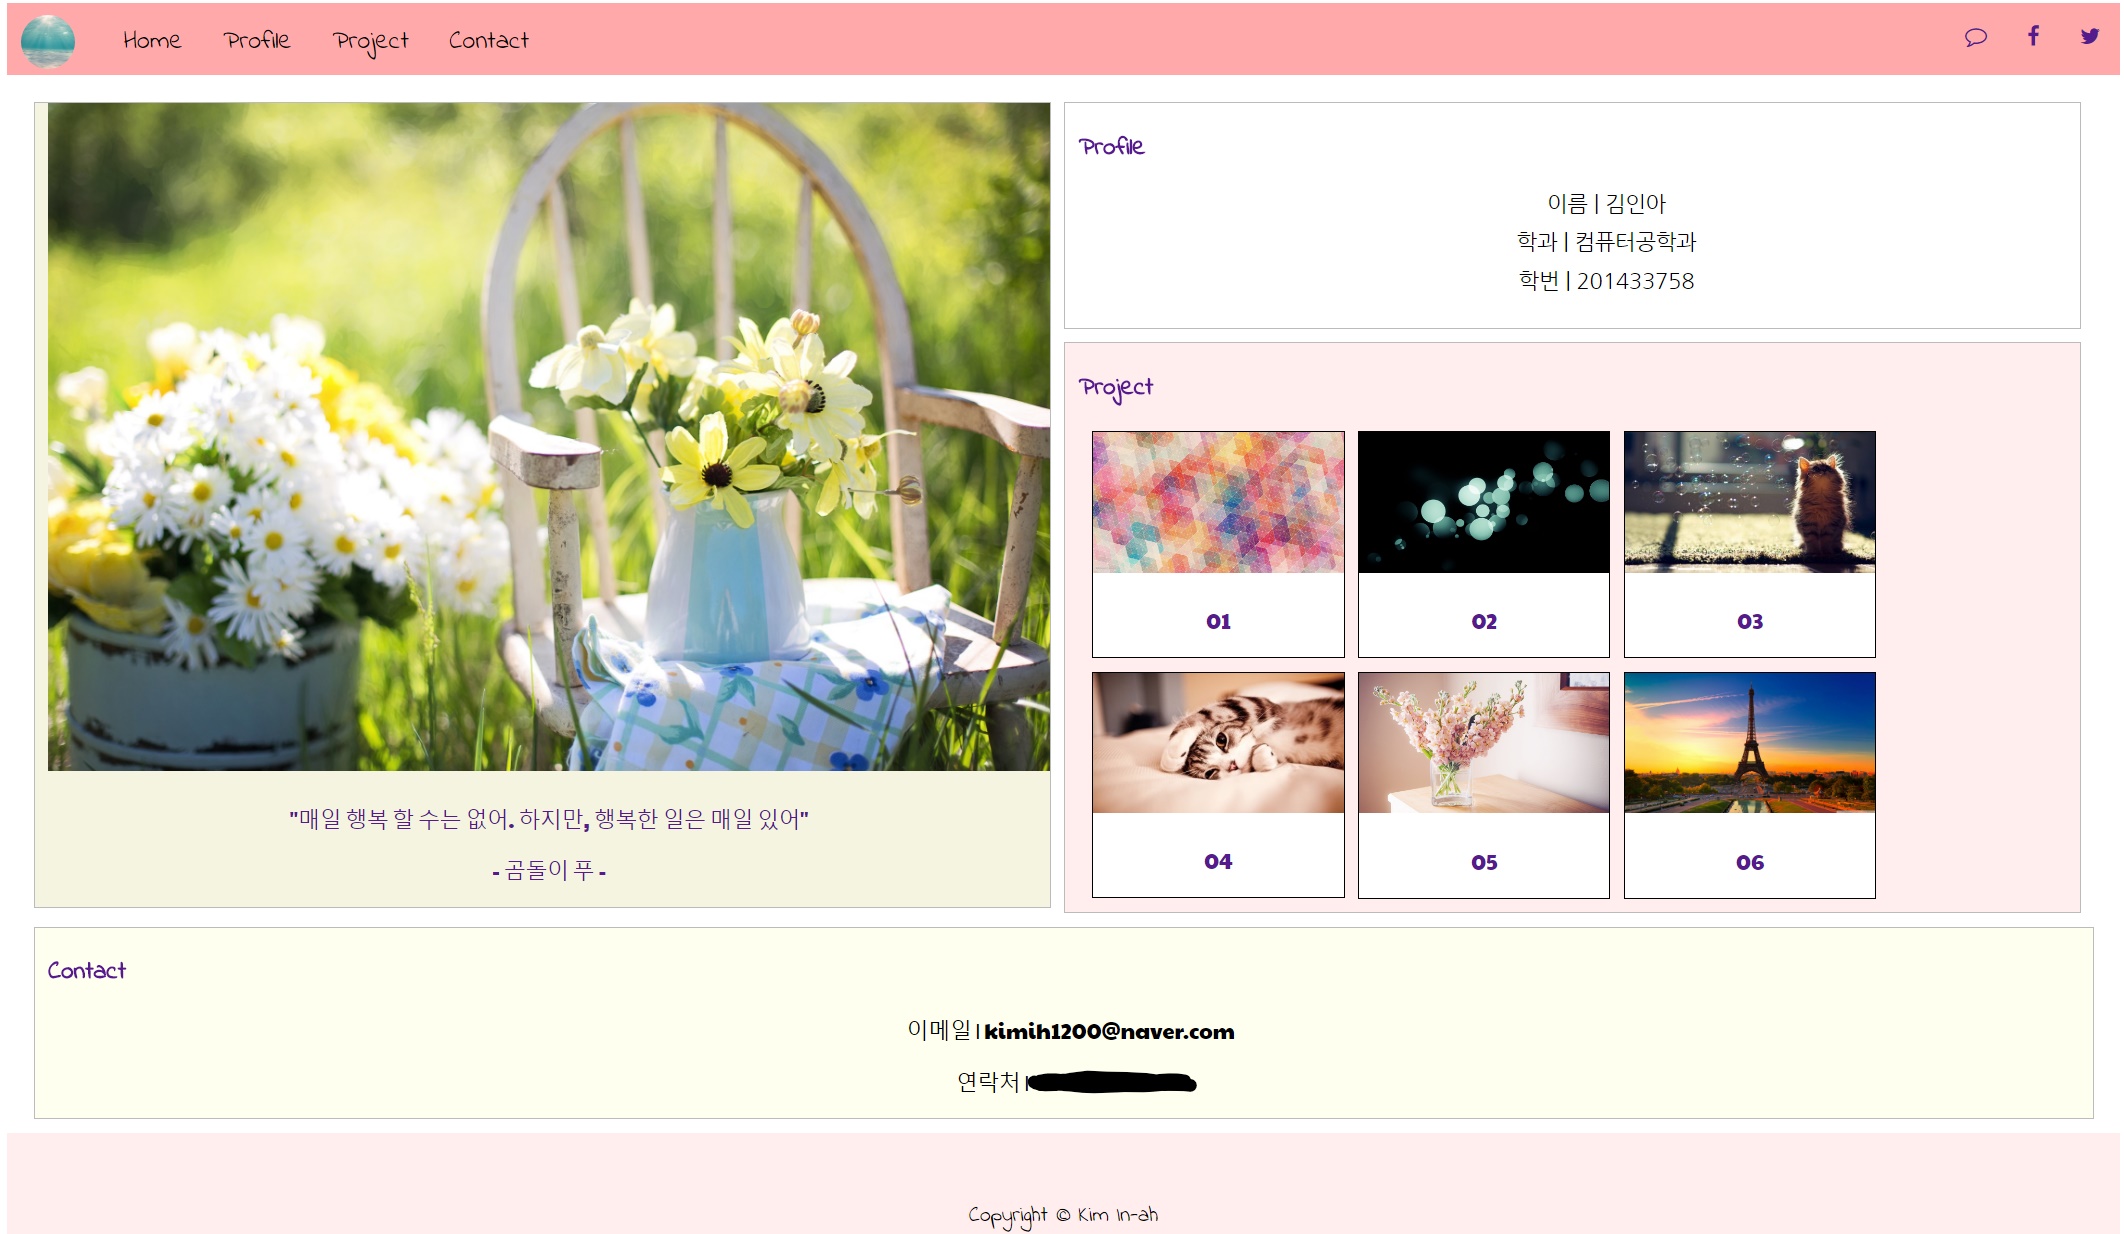 Home Profile Project Contact
"매일 행복 할 수는 없어. 하지만, 행복한 일은 매일 있어"
- 곰돌이 푸 -
Profile
이름 | 김인아
학과 | 컴퓨터공학과
학번 | 201433758
Project
01 02 03
04 05 06
Contact
이메일 | kimih1200@naver.com
연락처 |
Copyright © Kim In-ah